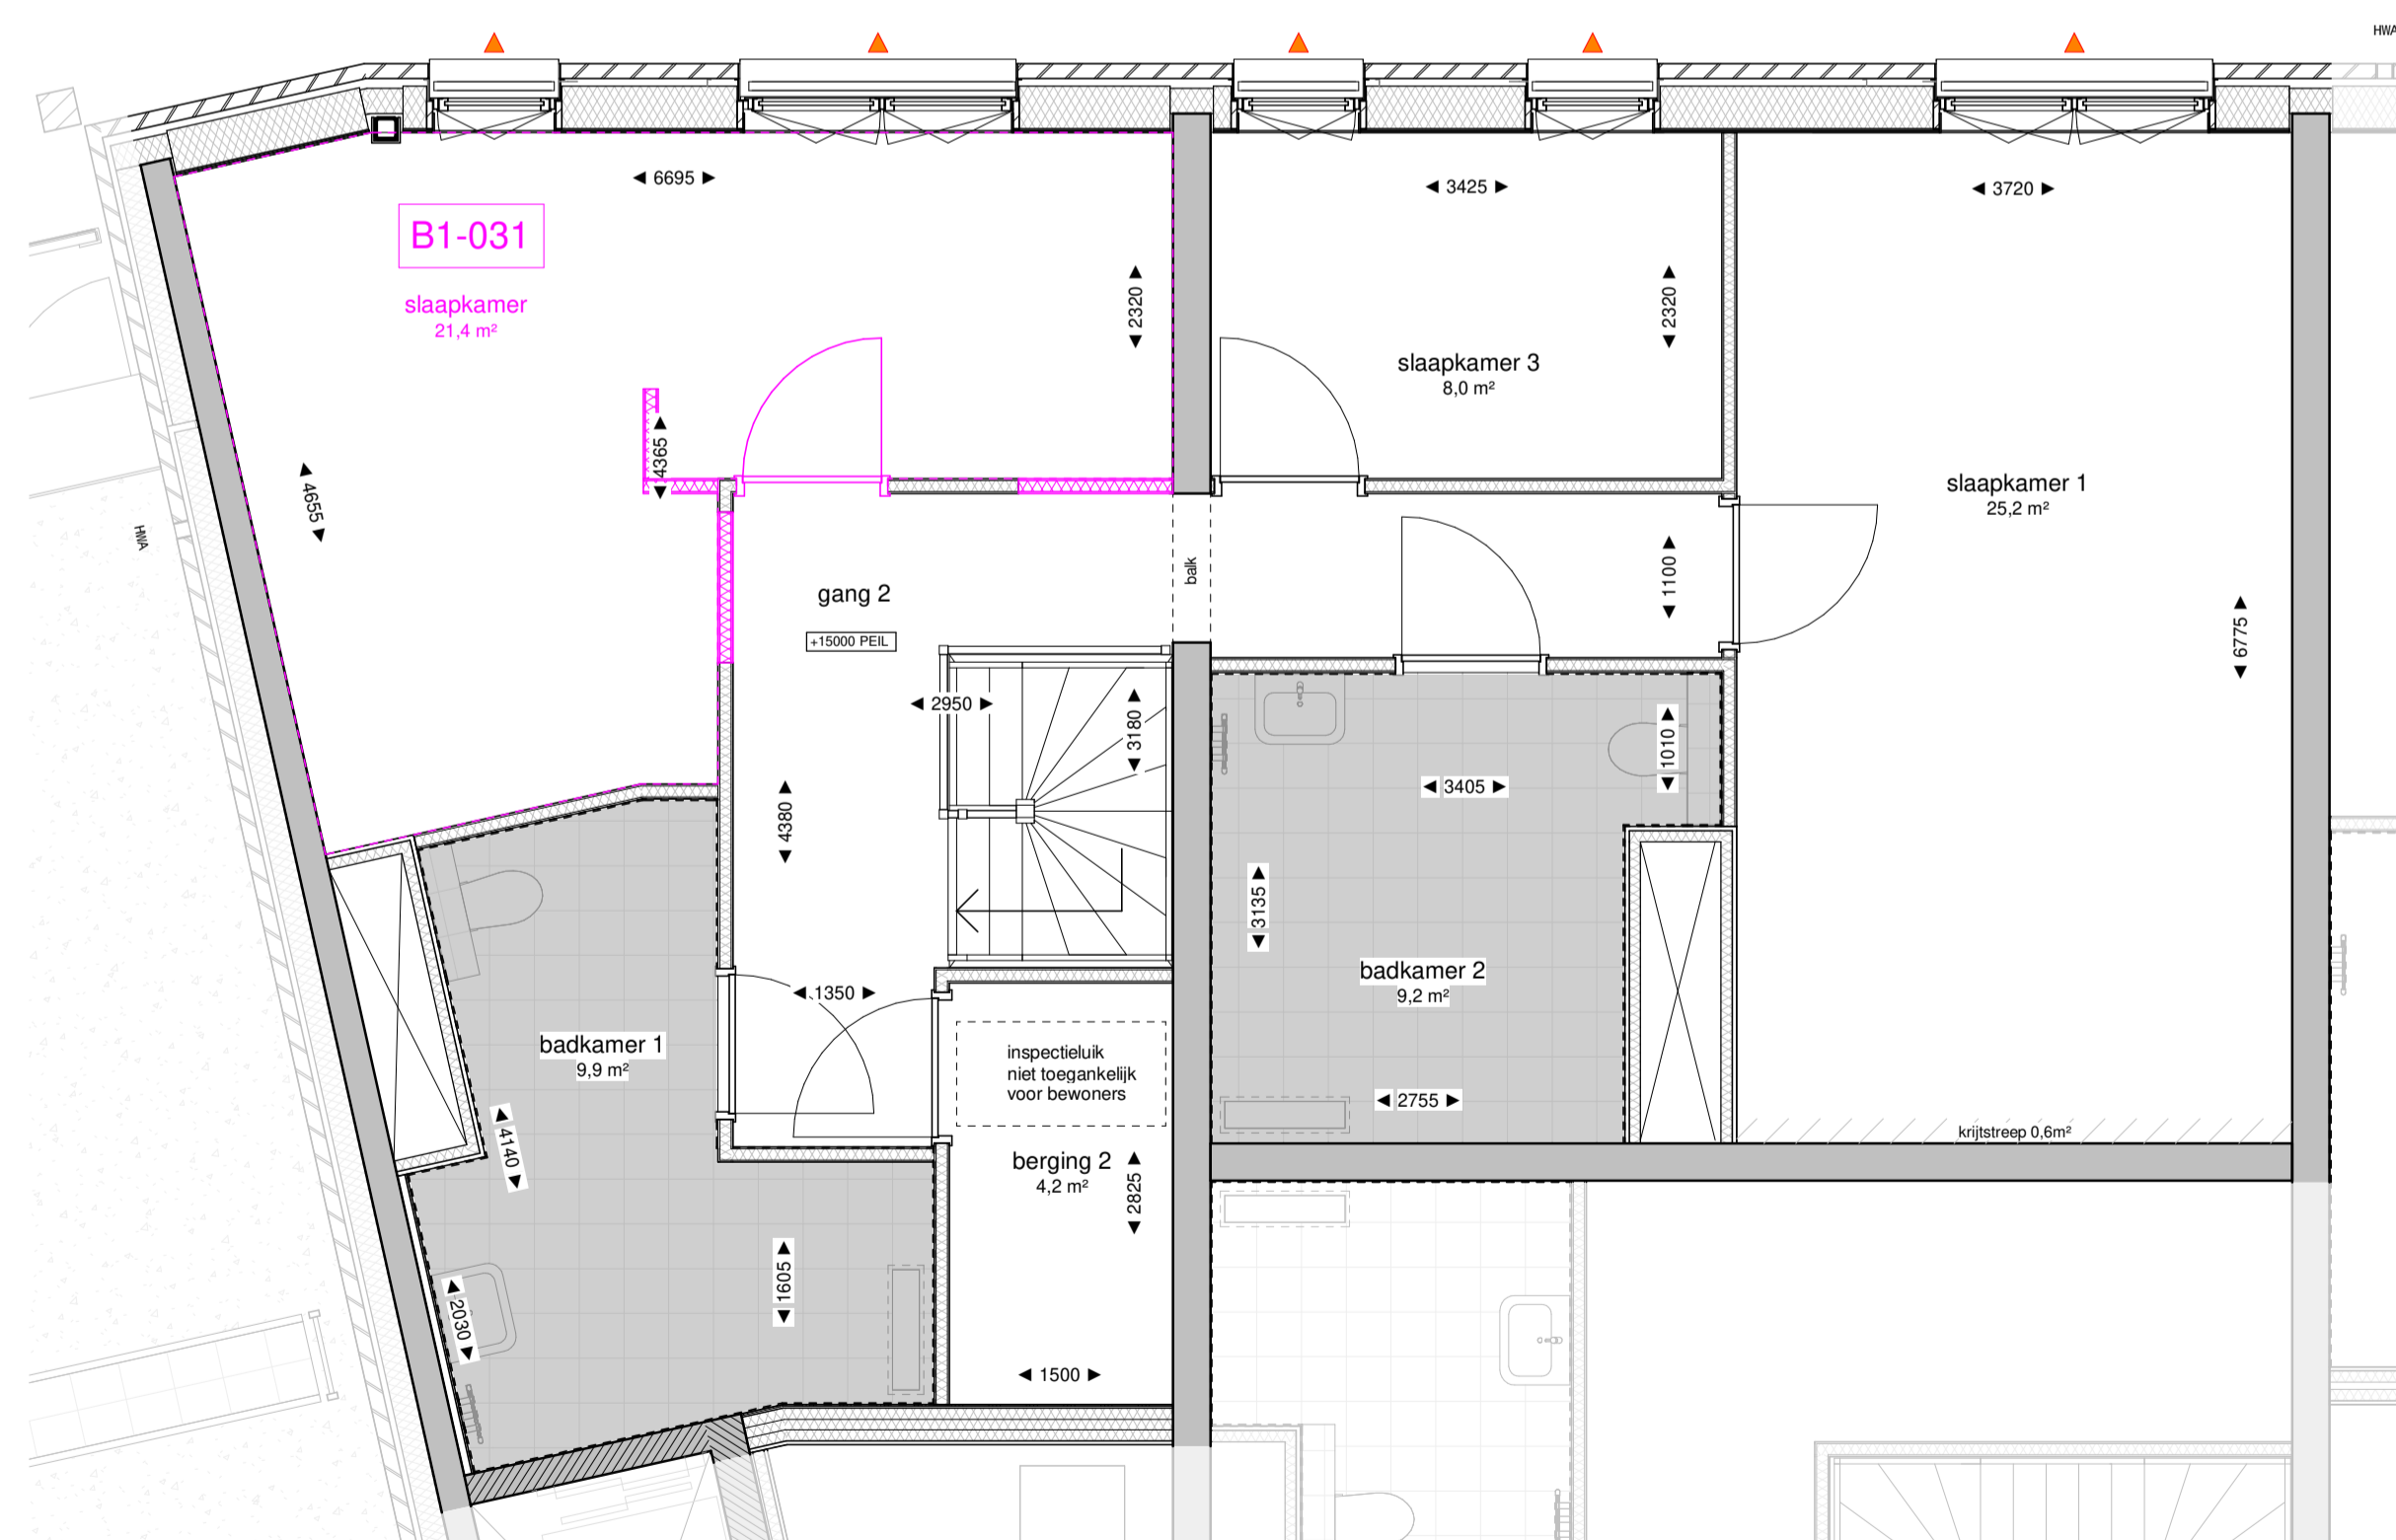 HWA
6695
3425
3720
B1-031
slaapkamer
21,4 m²
2320
2320
slaapkamer 3
8,0 m²
4365
4655
slaapkamer 1
25,2 m²
HWA
balk
1100
gang 2
+15000 PEIL
6775
2950
3180
1010
3405
4380
3135
1350
badkamer 2
9,2 m²
badkamer 1
9,9 m²
inspectieluik
niet toegankelijk
voor bewoners
2755
4140
krijtstreep 0,6m²
berging 2
4,2 m²
2825
1605
2030
1500